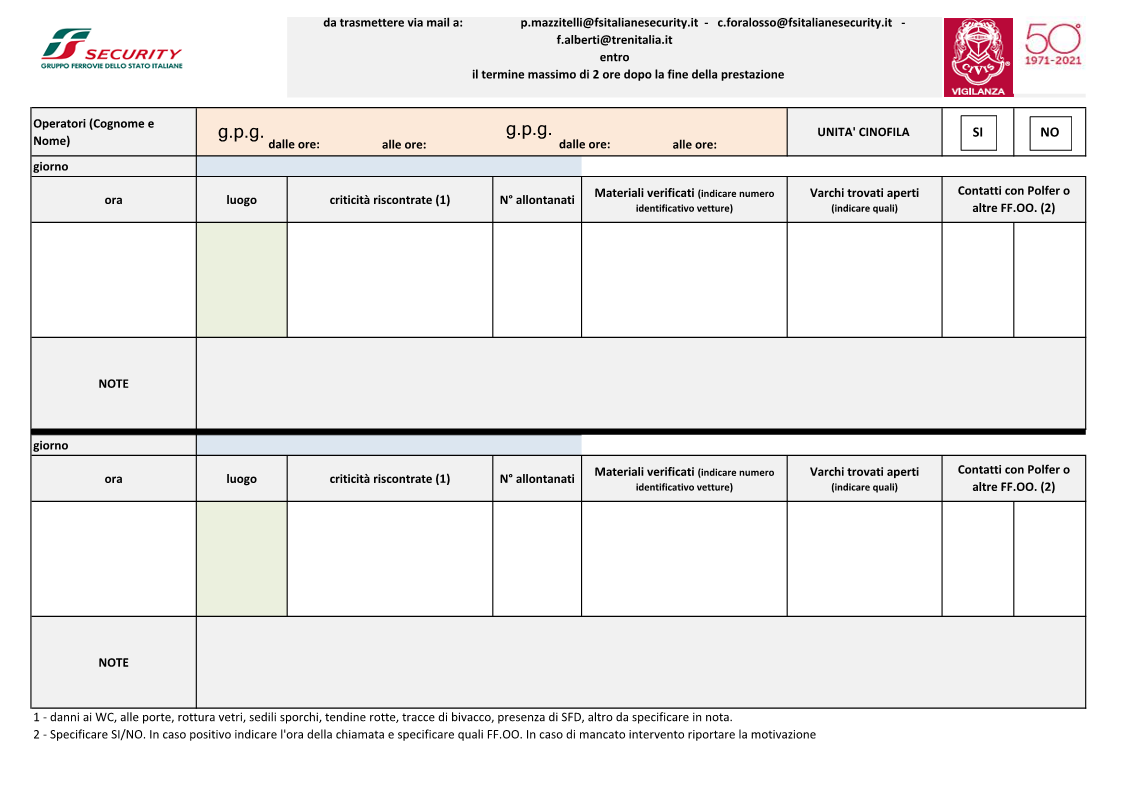 SECURITY
GRUPPO FERROVIE DELLO STATO ITALIANE
da trasmettere via mail a: p.mazzitelli@fsitalianesecurity.it - c.foralosso@fsitalianesecurity.it -
f.alberti@trenitalia.it
entro
il termine massimo di 2 ore dopo la fine della prestazione
CIVIS®
VIGILANZA
50°
1971-2021
Operatori (Cognome e
Nome)
g.p.g. dalle ore: alle ore: g.p.g. dalle ore: alle ore:
UNITA' CINOFILA
SI NO
giorno
ora luogo criticità riscontrate (1) N° allontanati Materiali verificati (indicare numero
identificativo vetture)
Varchi trovati aperti
(indicare quali)
Contatti con Polfer o
altre FF.OO. (2)
NOTE
giorno
ora luogo criticità riscontrate (1) N° allontanati Materiali verificati (indicare numero
identificativo vetture)
Varchi trovati aperti
(indicare quali)
Contatti con Polfer o
altre FF.OO. (2)
NOTE
1 - danni ai WC, alle porte, rottura vetri, sedili sporchi, tendine rotte, tracce di bivacco, presenza di SFD, altro da specificare in nota.
2 - Specificare SI/NO. In caso positivo indicare l'ora della chiamata e specificare quali FF.OO. In caso di mancato intervento riportare la motivazione